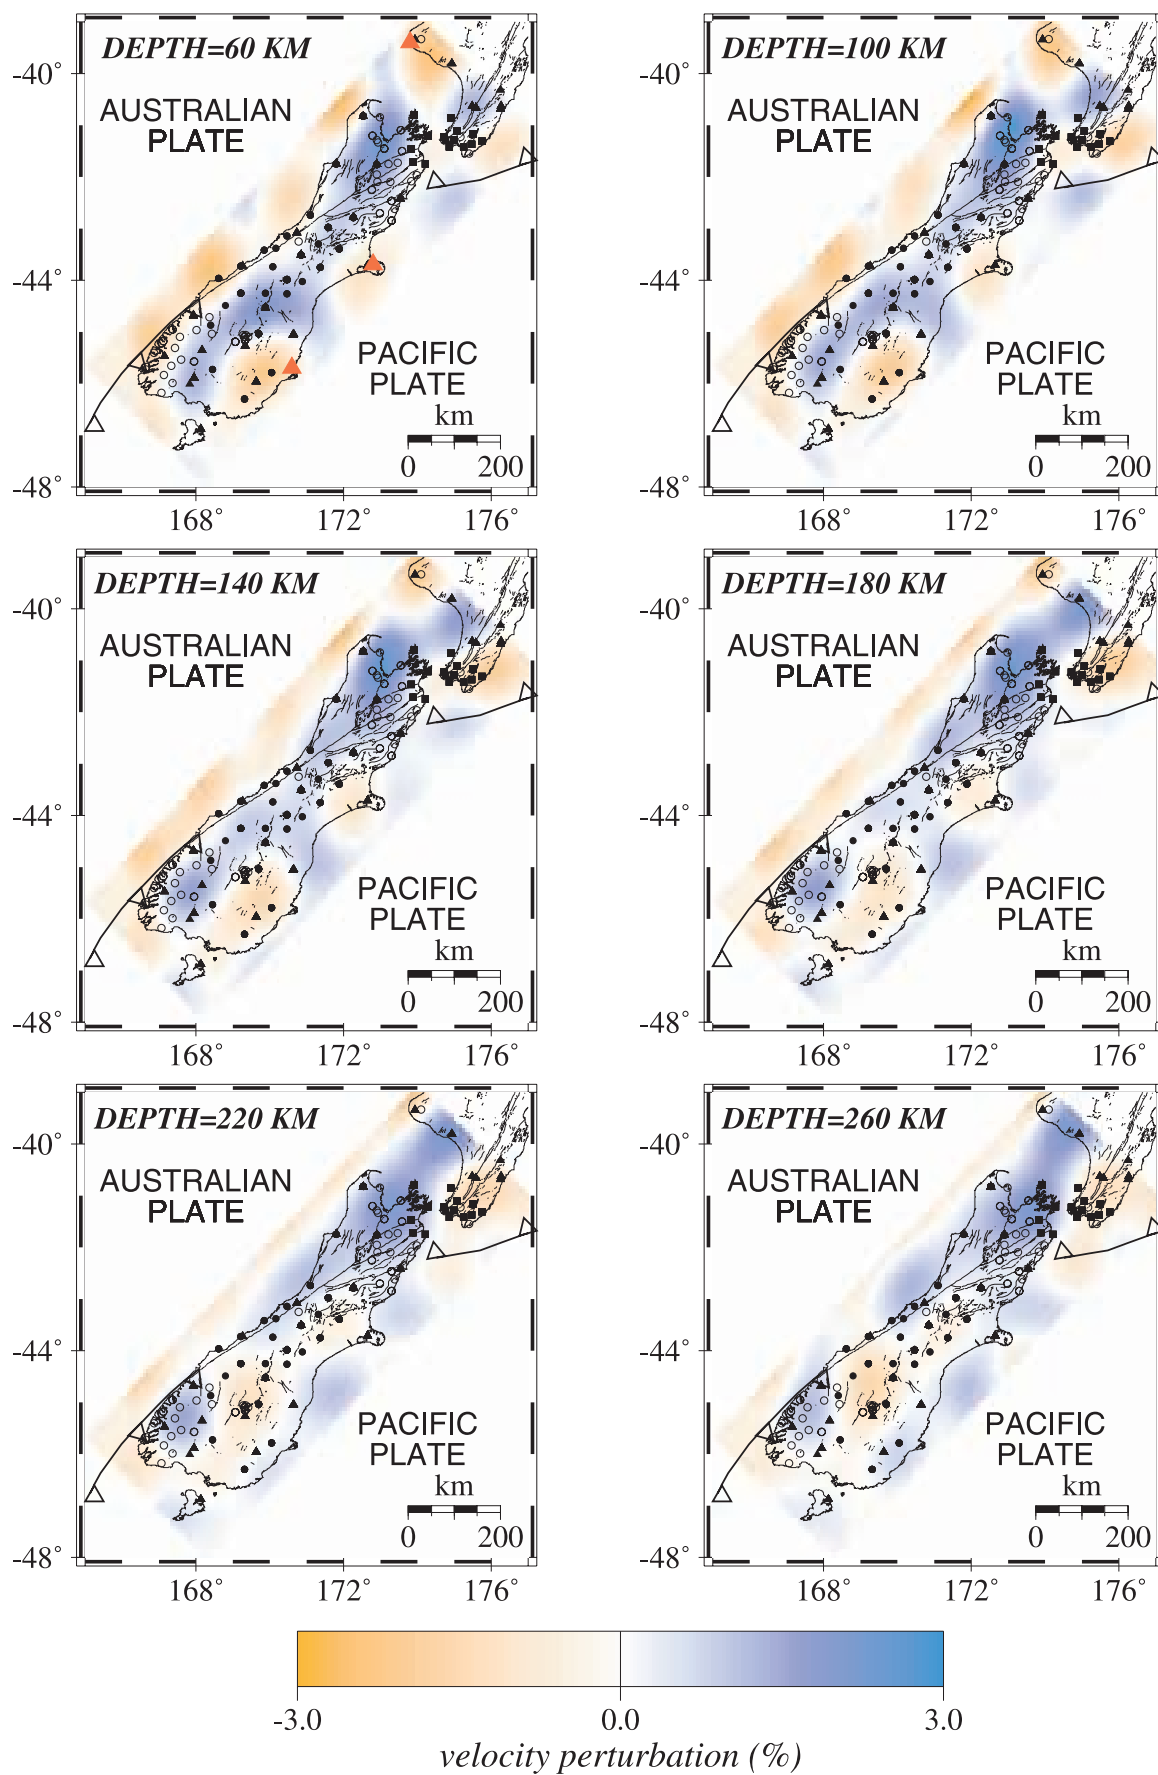 DEPTH=60 KM
-40°
AUSTRALIAN
PLATE
-44°
PACIFIC
PLATE
km
0 200
-48°
168° 172° 176°
DEPTH=100 KM
-40°
AUSTRALIAN
PLATE
-44°
PACIFIC
PLATE
km
0 200
-48°
168° 172° 176°
DEPTH=140 KM
-40°
AUSTRALIAN
PLATE
-44°
PACIFIC
PLATE
km
0 200
-48°
168° 172° 176°
DEPTH=180 KM
-40°
AUSTRALIAN
PLATE
-44°
PACIFIC
PLATE
km
0 200
-48°
168° 172° 176°
DEPTH=220 KM
-40°
AUSTRALIAN
PLATE
-44°
PACIFIC
PLATE
km
0 200
-48°
168° 172° 176°
DEPTH=260 KM
-40°
AUSTRALIAN
PLATE
-44°
PACIFIC
PLATE
km
0 200
-48°
168° 172° 176°
-3.0 0.0 3.0
velocity perturbation (%)